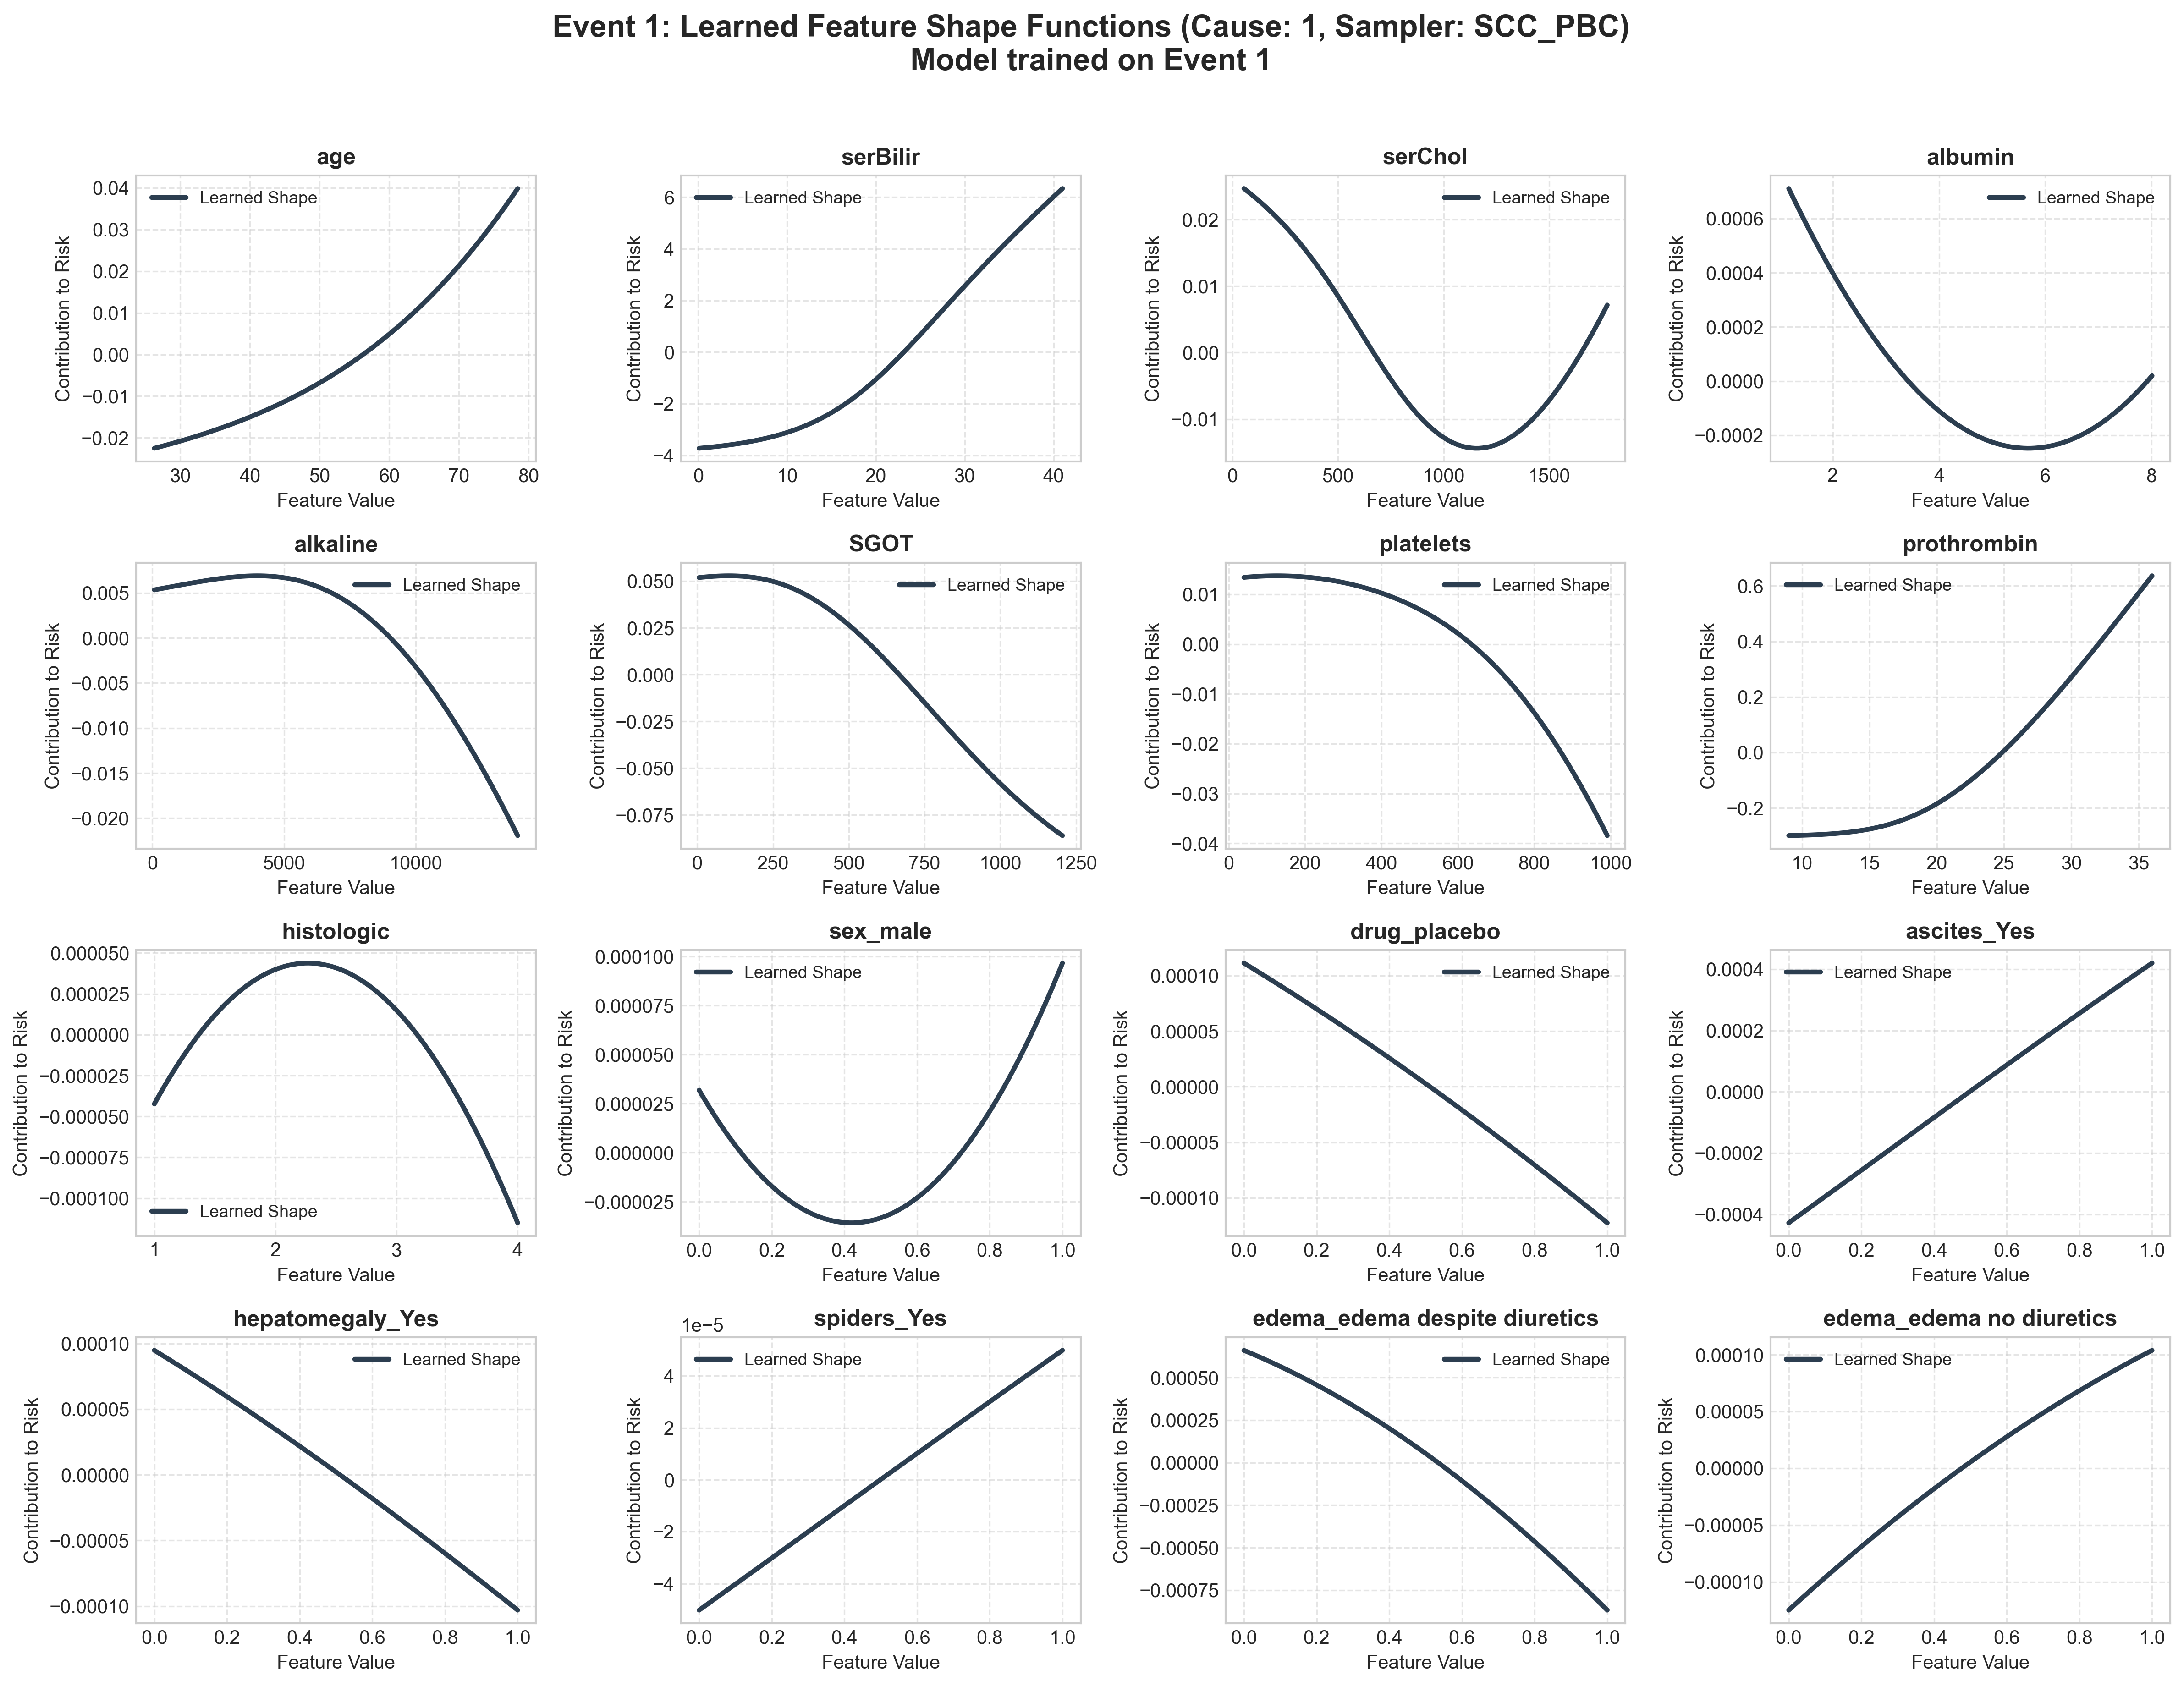 Event 1: Learned Feature Shape Functions (Cause: 1, Sampler: SCC_PBC)
Model trained on Event 1
age
Learned Shape
Contribution to Risk
0.04
0.03
0.02
0.01
0.00
−0.01
−0.02
30 40 50 60 70 80
Feature Value
serBilir
Learned Shape
Contribution to Risk
6
4
2
0
−2
−4
0 10 20 30 40
Feature Value
serChol
Learned Shape
Contribution to Risk
0.02
0.01
0.00
−0.01
0 500 1000 1500
Feature Value
albumin
Learned Shape
Contribution to Risk
0.0006
0.0004
0.0002
0.0000
−0.0002
2 4 6 8
Feature Value
alkaline
Learned Shape
Contribution to Risk
0.005
0.000
−0.005
−0.010
−0.015
−0.020
0 5000 10000
Feature Value
SGOT
Learned Shape
Contribution to Risk
0.050
0.025
0.000
−0.025
−0.050
−0.075
0 250 500 750 1000 1250
Feature Value
platelets
Learned Shape
Contribution to Risk
0.01
0.00
−0.01
−0.02
−0.03
−0.04
0 200 400 600 800 1000
Feature Value
prothrombin
Learned Shape
Contribution to Risk
0.6
0.4
0.2
0.0
−0.2
10 15 20 25 30 35
Feature Value
histologic
Learned Shape
Contribution to Risk
0.000050
0.000025
0.000000
−0.000025
−0.000050
−0.000075
−0.000100
1 2 3 4
Feature Value
sex_male
Learned Shape
Contribution to Risk
0.000100
0.000075
0.000050
0.000025
0.000000
−0.000025
0.0 0.2 0.4 0.6 0.8 1.0
Feature Value
drug_placebo
Learned Shape
Contribution to Risk
0.00010
0.00005
0.00000
−0.00005
−0.00010
0.0 0.2 0.4 0.6 0.8 1.0
Feature Value
ascites_Yes
Learned Shape
Contribution to Risk
0.0004
0.0002
0.0000
−0.0002
−0.0004
0.0 0.2 0.4 0.6 0.8 1.0
Feature Value
hepatomegaly_Yes
Learned Shape
Contribution to Risk
0.00010
0.00005
0.00000
−0.00005
−0.00010
0.0 0.2 0.4 0.6 0.8 1.0
Feature Value
spiders_Yes
1e−5
Learned Shape
Contribution to Risk
4
2
0
−2
−4
0.0 0.2 0.4 0.6 0.8 1.0
Feature Value
edema_edema despite diuretics
Learned Shape
Contribution to Risk
0.00050
0.00025
0.00000
−0.00025
−0.00050
−0.00075
0.0 0.2 0.4 0.6 0.8 1.0
Feature Value
edema_edema no diuretics
Learned Shape
Contribution to Risk
0.00010
0.00005
0.00000
−0.00005
−0.00010
0.0 0.2 0.4 0.6 0.8 1.0
Feature Value